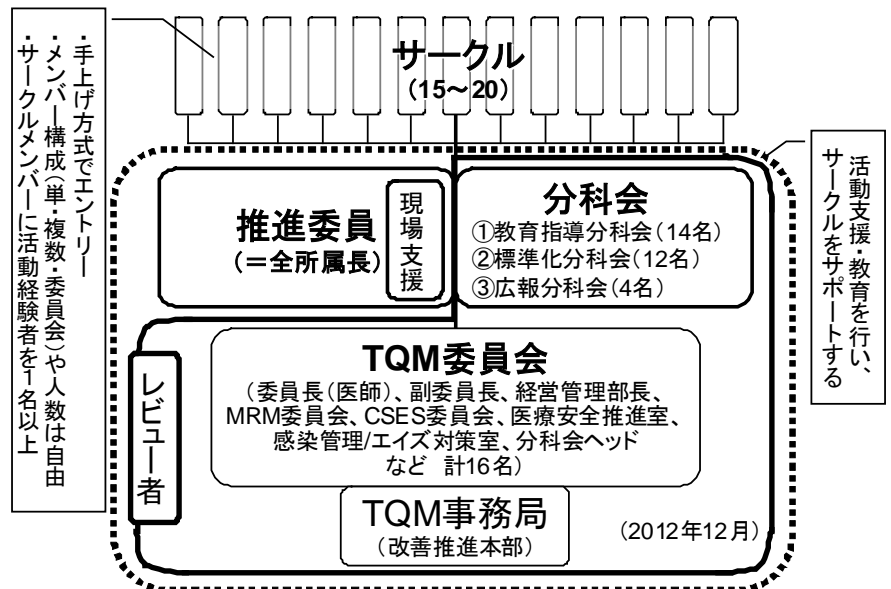 サークル
(15～20)
・手上げ方式でエントリー
・メンバー構成(単・複数・委員会)や人数は自由
・サークルメンバーに活動経験者を1名以上
活動支援・教育を行い、
サークルをサポートする
推進委員
(＝全所属長)
現場支援
分科会
①教育指導分科会(14名)
②標準化分科会(12名)
③広報分科会(4名)
レビュー者
TQM委員会
(委員長(医師)、副委員長、経営管理部長、
MRM委員会、CSES委員会、医療安全推進室、
感染管理/エイズ対策室、分科会ヘッド
など 計16名)
TQM事務局
(改善推進本部)
(2012年12月)